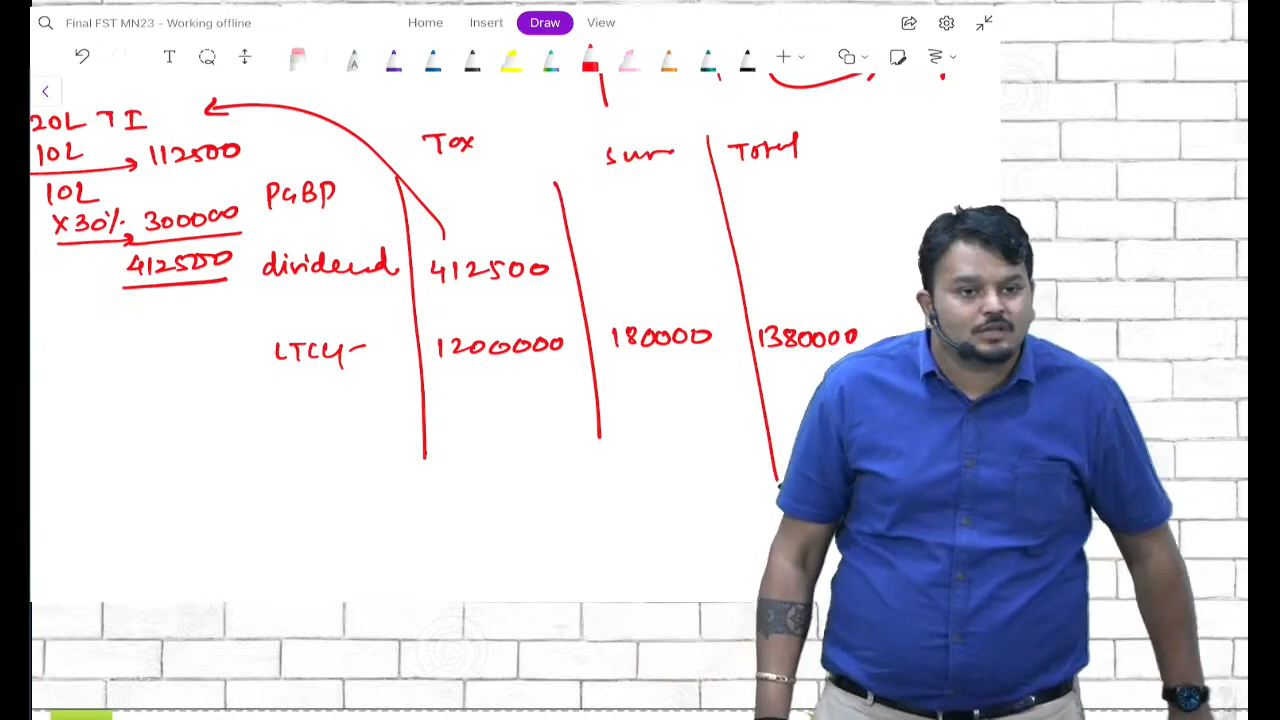 Final FST MN23 - Working offline
Home Insert Draw View
T
A
20L TI
10L → 112500
10L
X30% → 300000
412500
Tax Sur Total
PGBP
dividend 412500
LTCG - 1200000 180000 1380000